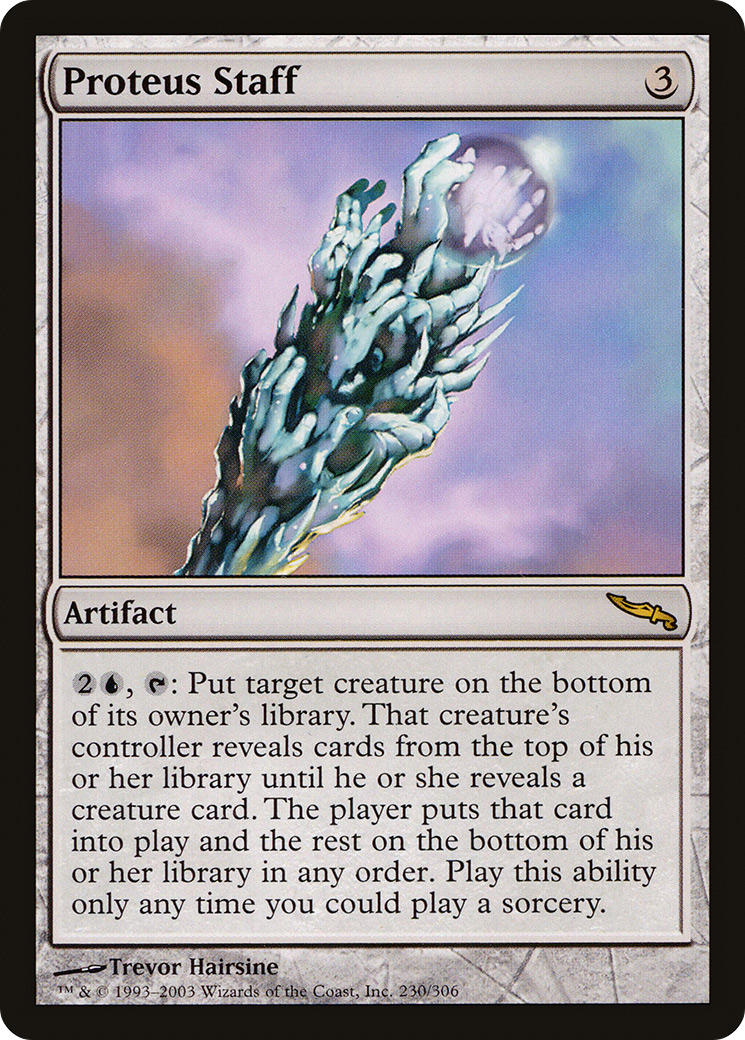 Proteus Staff 3
Artifact
2, : Put target creature on the bottom
of its owner's library. That creature's
controller reveals cards from the top of his
or her library until he or she reveals a
creature card. The player puts that card
into play and the rest on the bottom of his
or her library in any order. Play this ability
only any time you could play a sorcery.
Trevor Hairsine
™ & © 1993–2003 Wizards of the Coast, Inc. 230/306